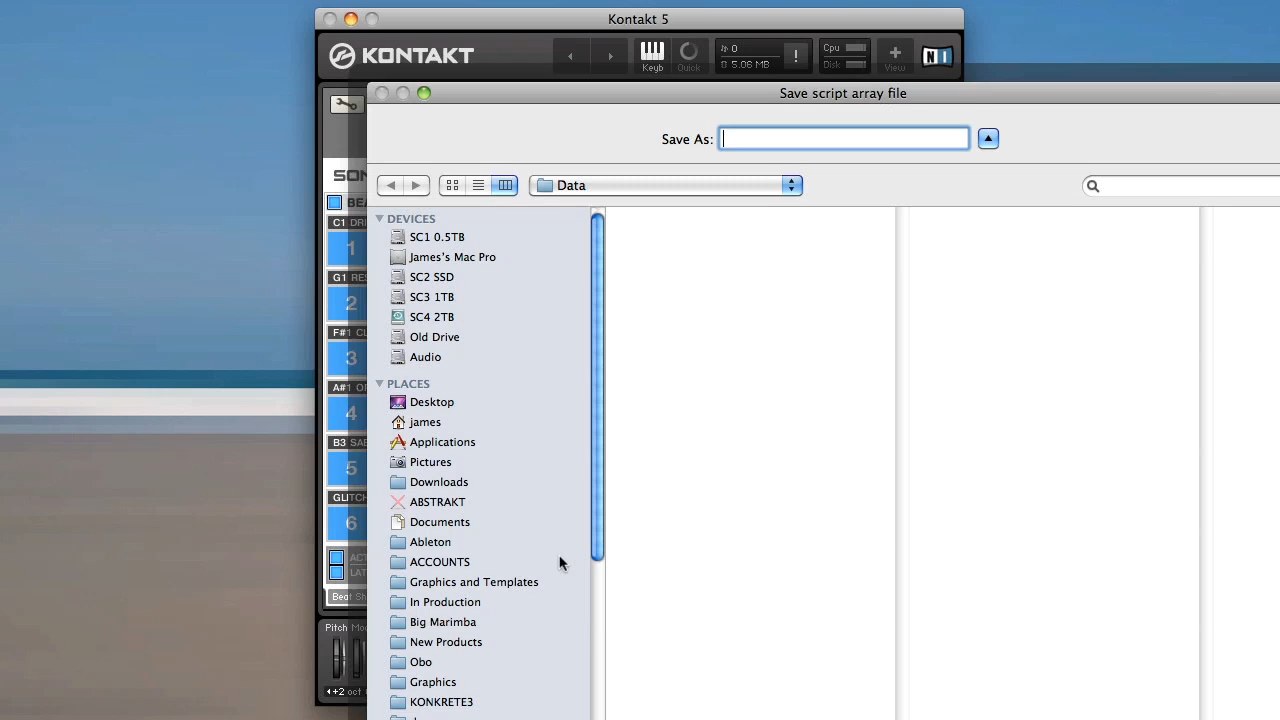 Kontakt 5
KONTAKT
Keyb
Quick
0
5.06 MB
!
Cpu
Disk
View
Save script array file
Save As:
Data
DEVICES
SC1 0.5TB
James's Mac Pro
SC2 SSD
SC3 1TB
SC4 2TB
Old Drive
Audio
PLACES
Desktop
james
Applications
Pictures
Downloads
ABSTRAKT
Documents
Ableton
ACCOUNTS
Graphics and Templates
In Production
Big Marimba
New Products
Obo
Graphics
KONKRETE3
C1
1
G1
2
F#1
3
A#1
4
B3
5
6
Pitch
+2 oct